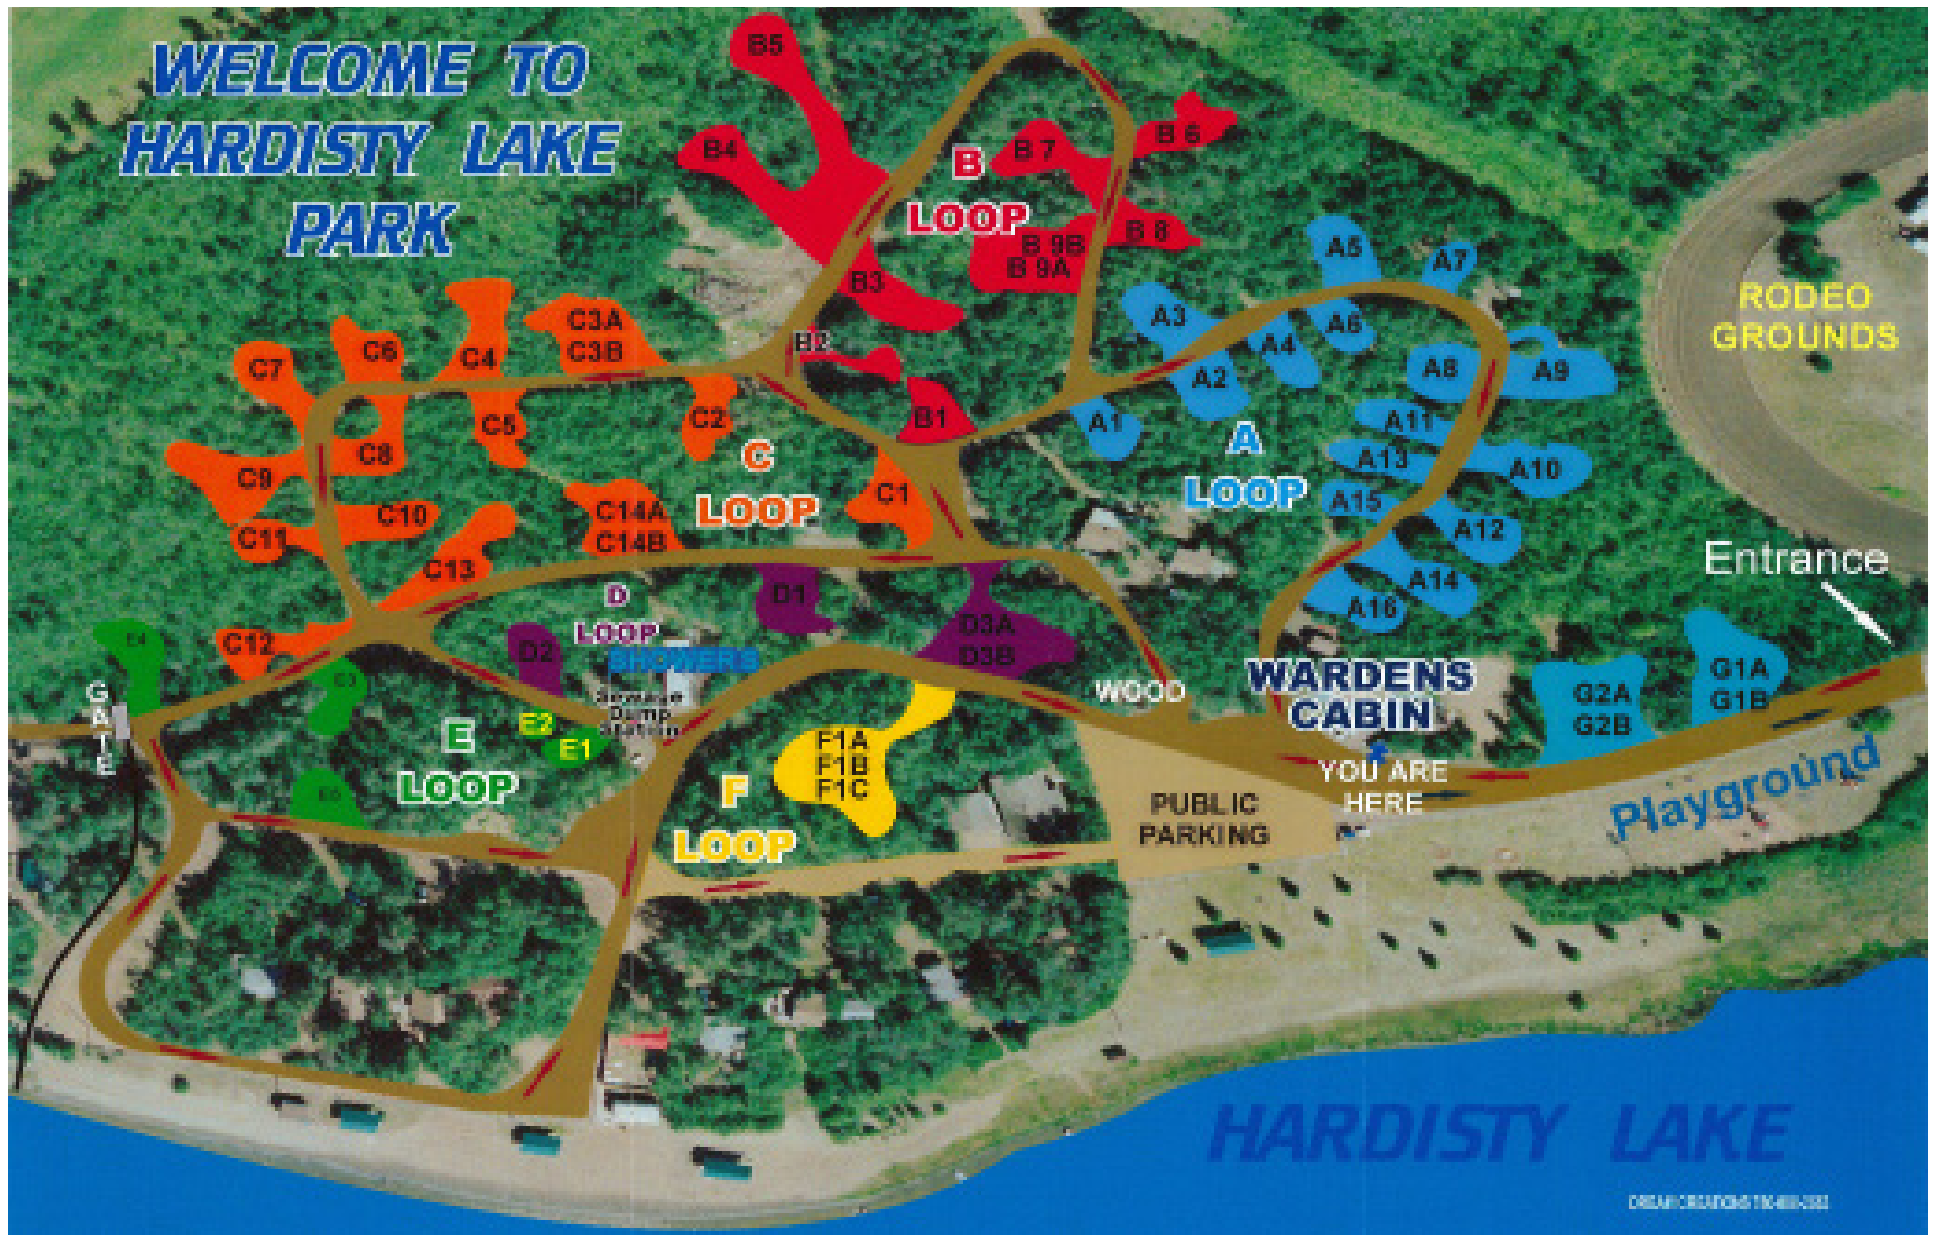 WELCOME TO
HARDISTY LAKE
PARK
B5
B4
B
LOOP
B 7
B 6
B 8
B 9B
B 9A
B3
B2
B1
A5
A7
A3
A6
A4
A2
A1
A8
A9
A11
A13
A10
A15
A12
A14
A16
A
LOOP
RODEO
GROUNDS
C3A
C3B
C7
C6
C4
C5
C2
C8
C9
C10
C11
C13
C14A
C14B
C1
C12
C
LOOP
Entrance
D
LOOP
D1
D2
D3A
D3B
SHOWERS
Dump
Station
E4
E3
E2
E1
E
LOOP
GATE
F1A
F1B
F1C
F
LOOP
WOOD
WARDENS
CABIN
G2A
G2B
G1A
G1B
YOU ARE
HERE
PUBLIC
PARKING
Playground
HARDISTY LAKE